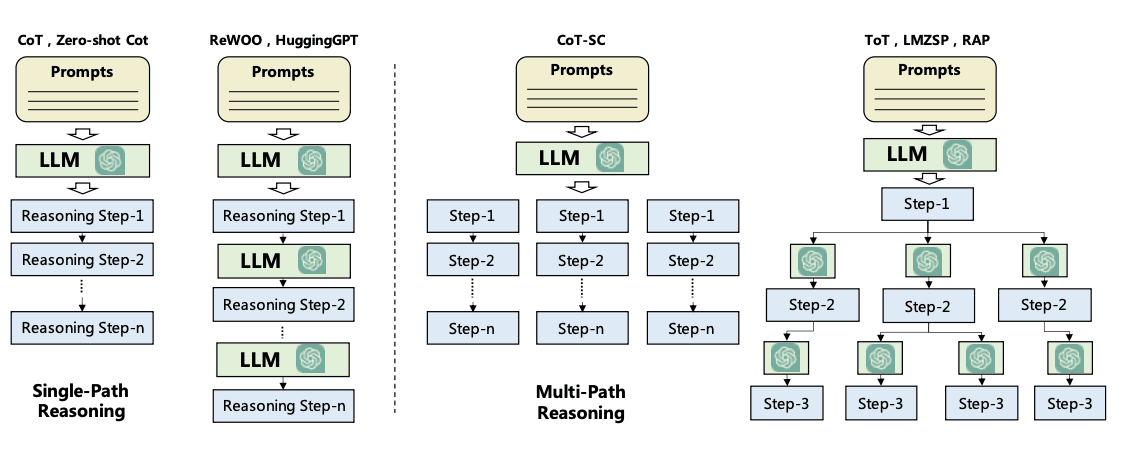 CoT , Zero-shot Cot
Prompts
LLM
Reasoning Step-1
Reasoning Step-2
Reasoning Step-n
Single-Path
Reasoning
ReWOO , HuggingGPT
Prompts
LLM
Reasoning Step-1
LLM
Reasoning Step-2
LLM
Reasoning Step-n
CoT-SC
Prompts
LLM
Step-1
Step-1
Step-1
Step-2
Step-2
Step-2
Step-n
Step-n
Step-n
Multi-Path
Reasoning
ToT , LMZSP , RAP
Prompts
LLM
Step-1
Step-2
Step-2
Step-2
Step-3
Step-3
Step-3
Step-3